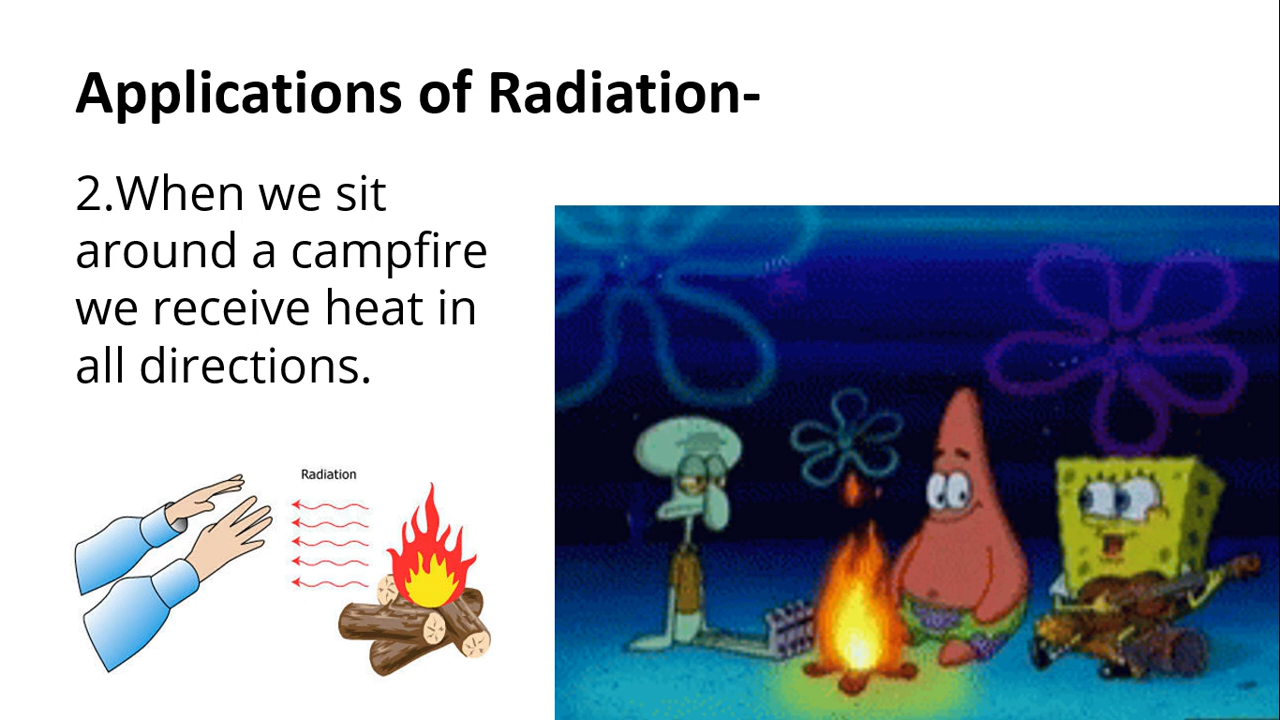 Applications of Radiation-
2.When we sit
around a campfire
we receive heat in
all directions.
Radiation